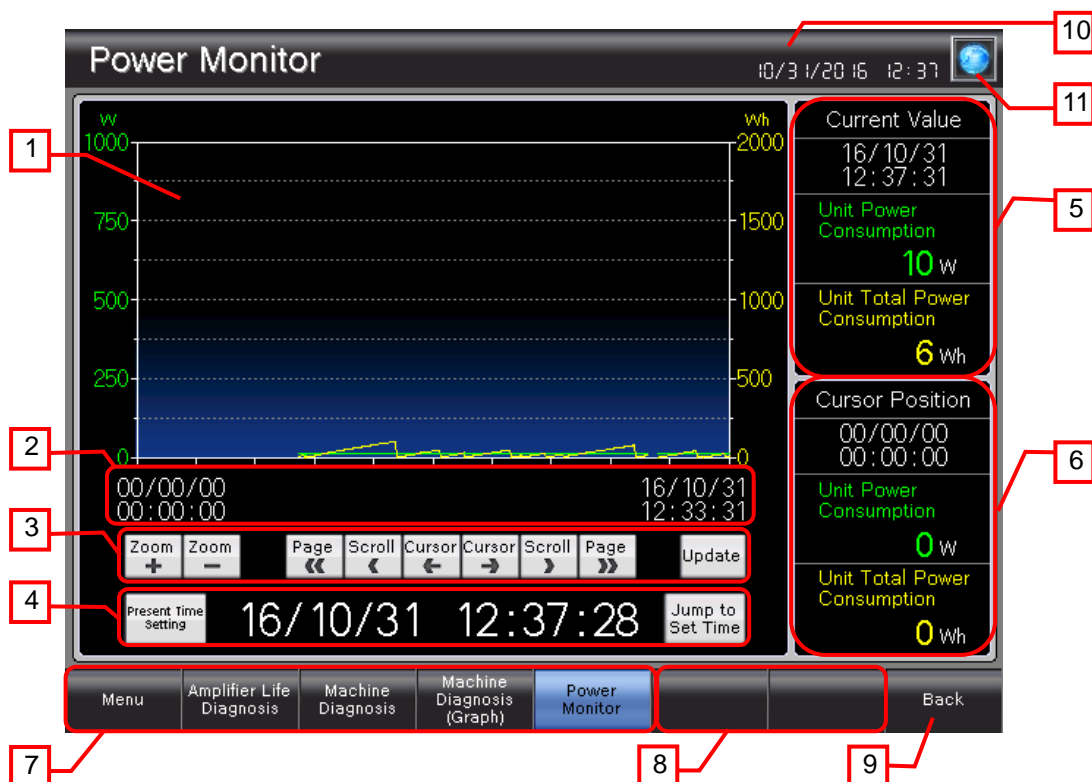 10
Power Monitor
10/31/2016 12:37
11
W
Wh
1000
2000
750
1500
500
1000
250
500
0
0
1
Current Value
16/10/31
12:37:31
Unit Power
Consumption
10 W
Unit Total Power
Consumption
6 Wh
5
Cursor Position
00/00/00
00:00:00
Unit Power
Consumption
0 W
Unit Total Power
Consumption
0 Wh
6
2
00/00/00
00:00:00
16/10/31
12:33:31
3
Zoom
+
Zoom
−
Page
«
Scroll
‹
Cursor
←
Cursor
→
Scroll
›
Page
»
Update
4
Present Time
Setting
16/10/31 12:37:28
Jump to
Set Time
Menu
Amplifier Life
Diagnosis
Machine
Diagnosis
Machine
Diagnosis
(Graph)
Power
Monitor
Back
7
8
9